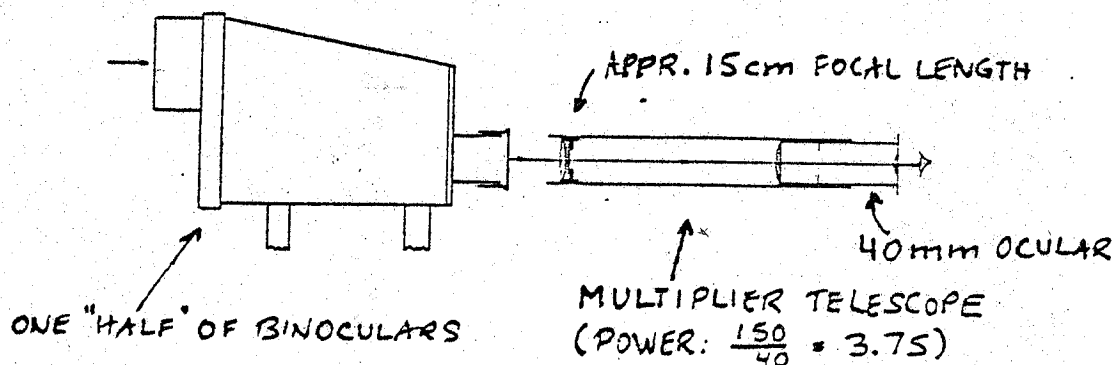 APPR. 15cm FOCAL LENGTH
40mm OCULAR
ONE "HALF" OF BINOCULARS
MULTIPLIER TELESCOPE
(POWER: 150/40 = 3.75)